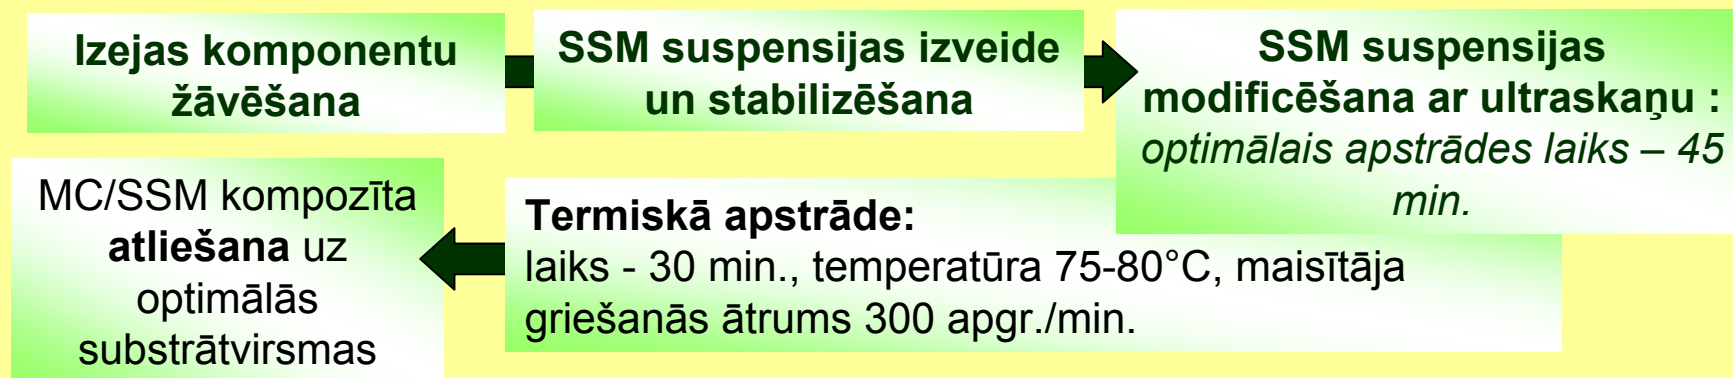 Izejas komponentu
žāvēšana
SSM suspensijas izveide
un stabilizēšana
SSM suspensijas
modificēšana ar ultraskaņu :
optimālais apstrādes laiks – 45
min.
Termiskā apstrāde:
laiks - 30 min., temperatūra 75-80°C, maisītāja
griešanās ātrums 300 apgr./min.
MC/SSM kompozīta
atliešana uz
optimālās
substrātvirsmas